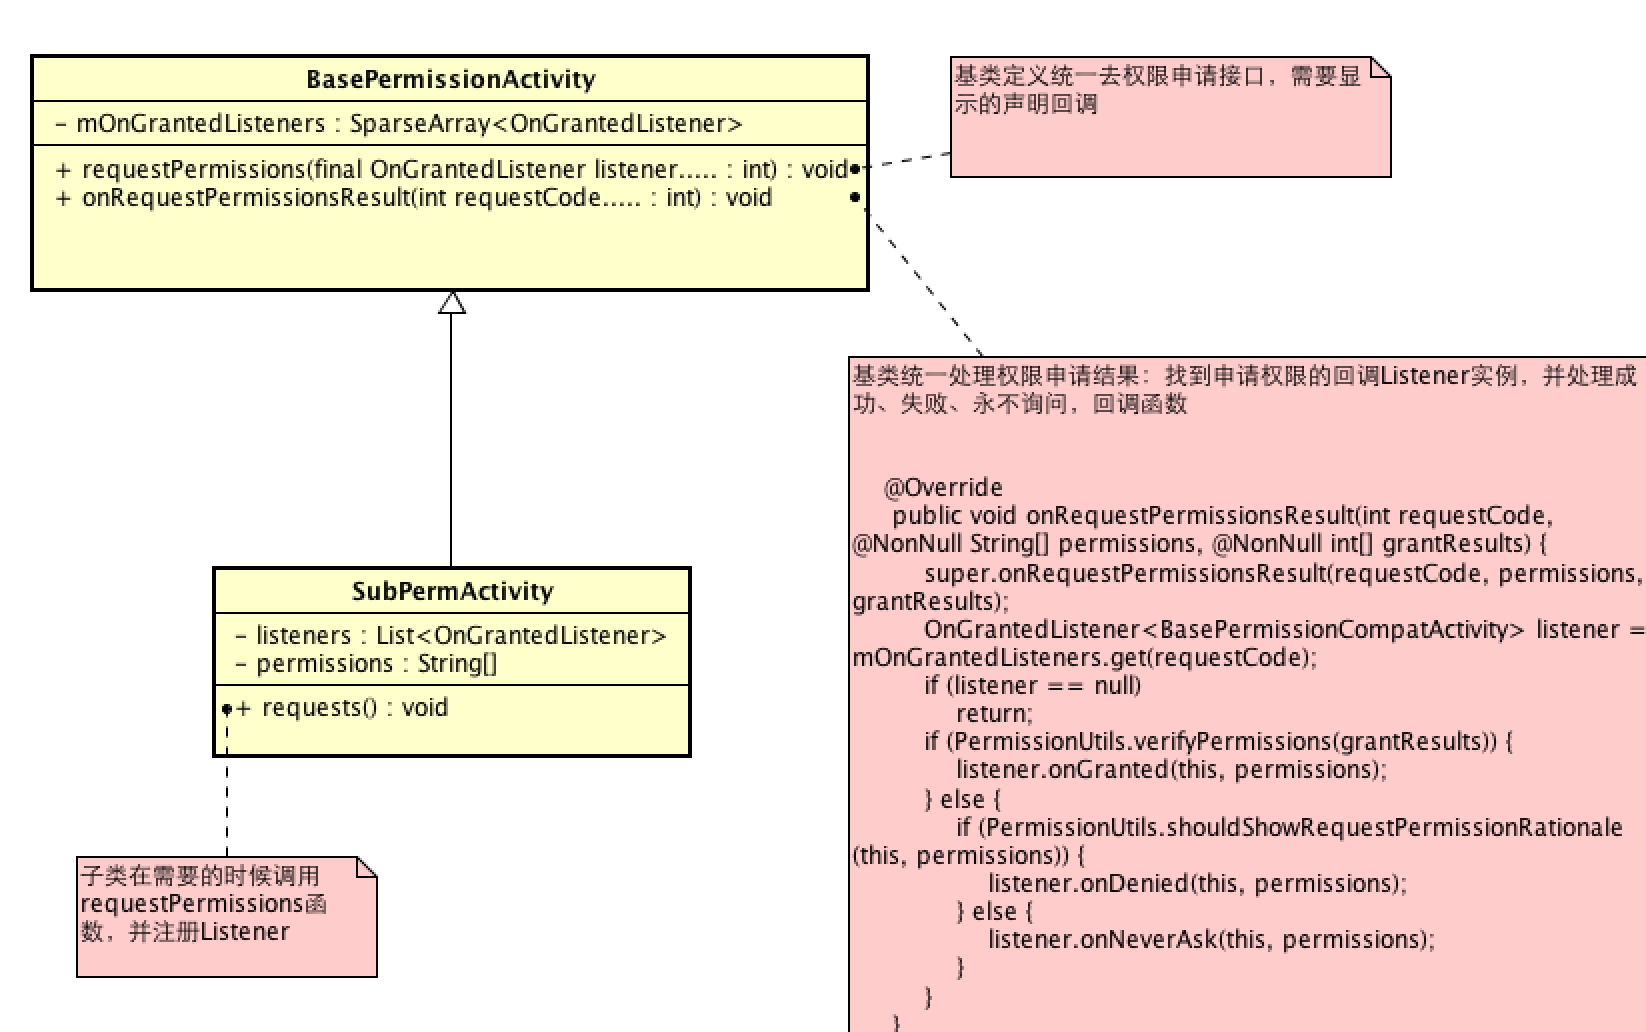 BasePermissionActivity
- mOnGrantedListeners : SparseArray<OnGrantedListener>
+ requestPermissions(final OnGrantedListener listener..... : int) : void
+ onRequestPermissionsResult(int requestCode..... : int) : void
基类定义统一去权限申请接口，需要显
示的声明回调
基类统一处理权限申请结果：找到申请权限的回调Listener实例，并处理成
功、失败、永不询问，回调函数
@Override
public void onRequestPermissionsResult(int requestCode,
@NonNull String[] permissions, @NonNull int[] grantResults) {
super.onRequestPermissionsResult(requestCode, permissions,
grantResults);
OnGrantedListener<BasePermissionCompatActivity> listener =
mOnGrantedListeners.get(requestCode);
if (listener == null)
return;
if (PermissionUtils.verifyPermissions(grantResults)) {
listener.onGranted(this, permissions);
} else {
if (PermissionUtils.shouldShowRequestPermissionRationale
(this, permissions)) {
listener.onDenied(this, permissions);
} else {
listener.onNeverAsk(this, permissions);
}
}
}
SubPermActivity
- listeners : List<OnGrantedListener>
- permissions : String[]
+ requests() : void
子类在需要的时候调用
requestPermissions函
数，并注册Listener